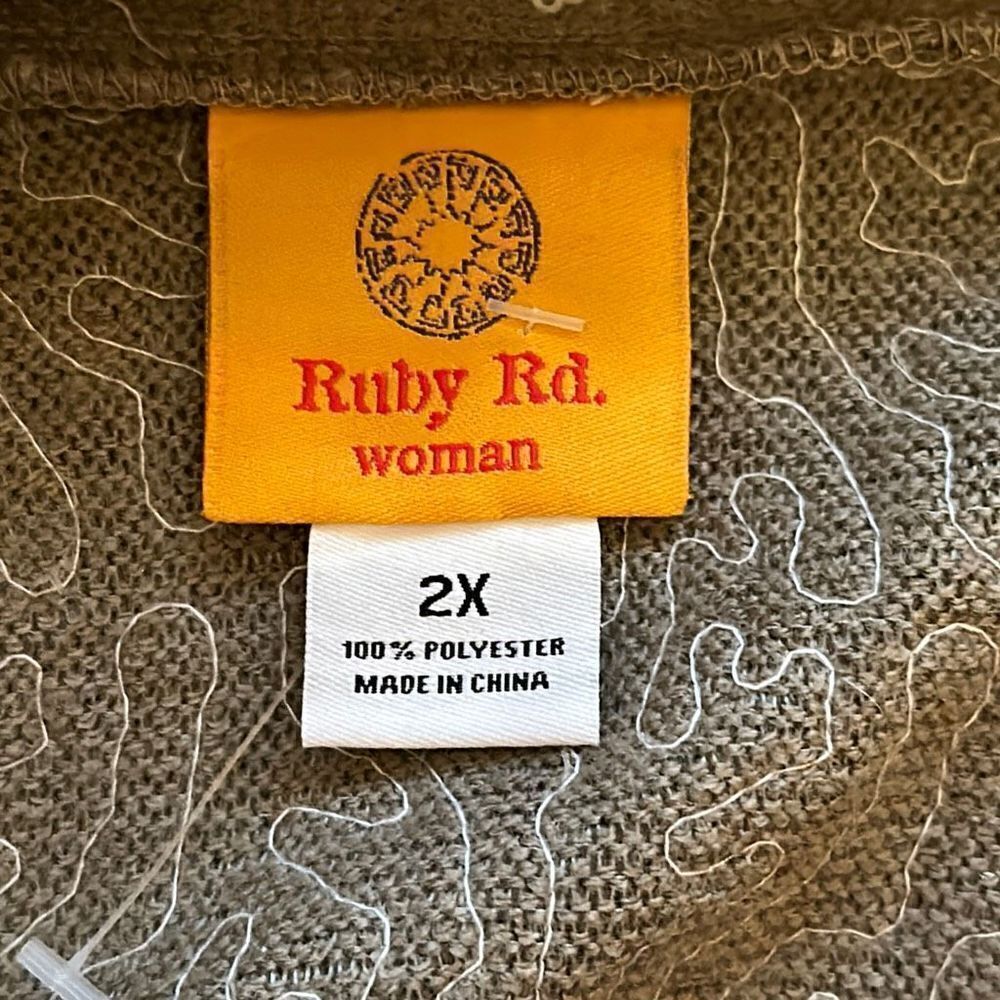 Ruby Rd.
woman
2X
100% POLYESTER
MADE IN CHINA